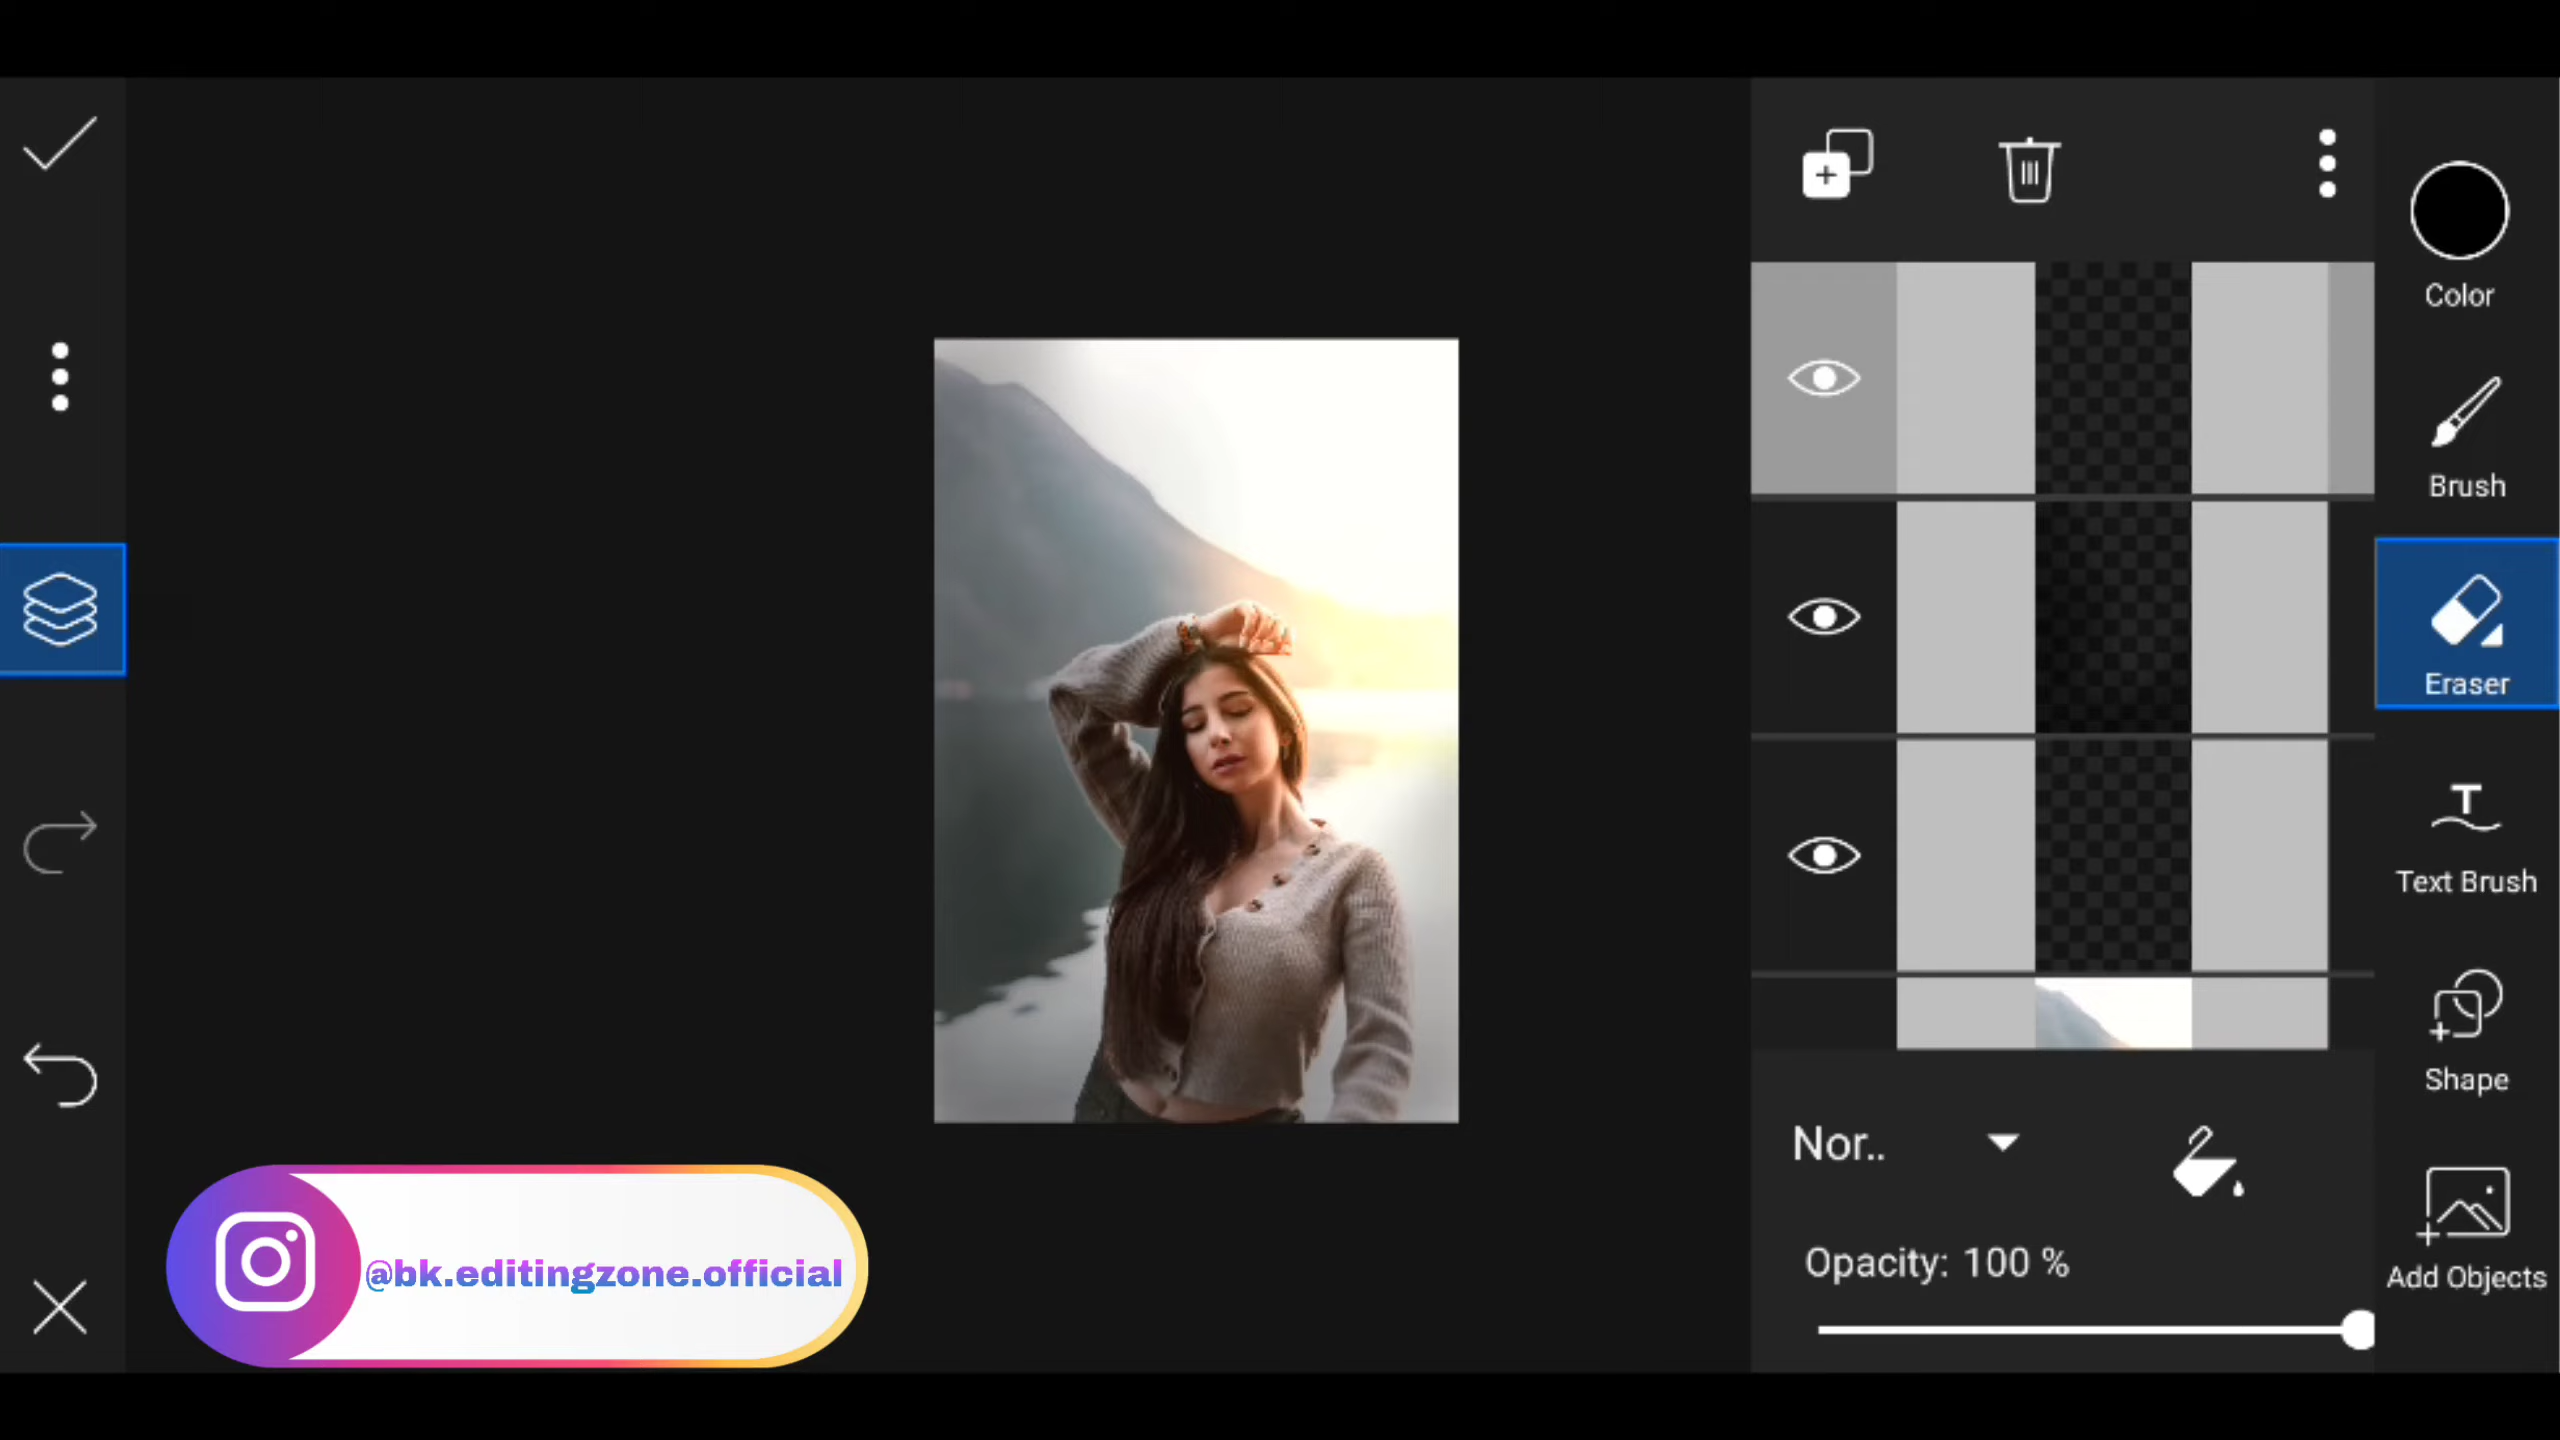 Color
Brush
Eraser
Text Brush
Shape
Add Objects
Nor..
Opacity: 100 %
@bk.editingzone.official